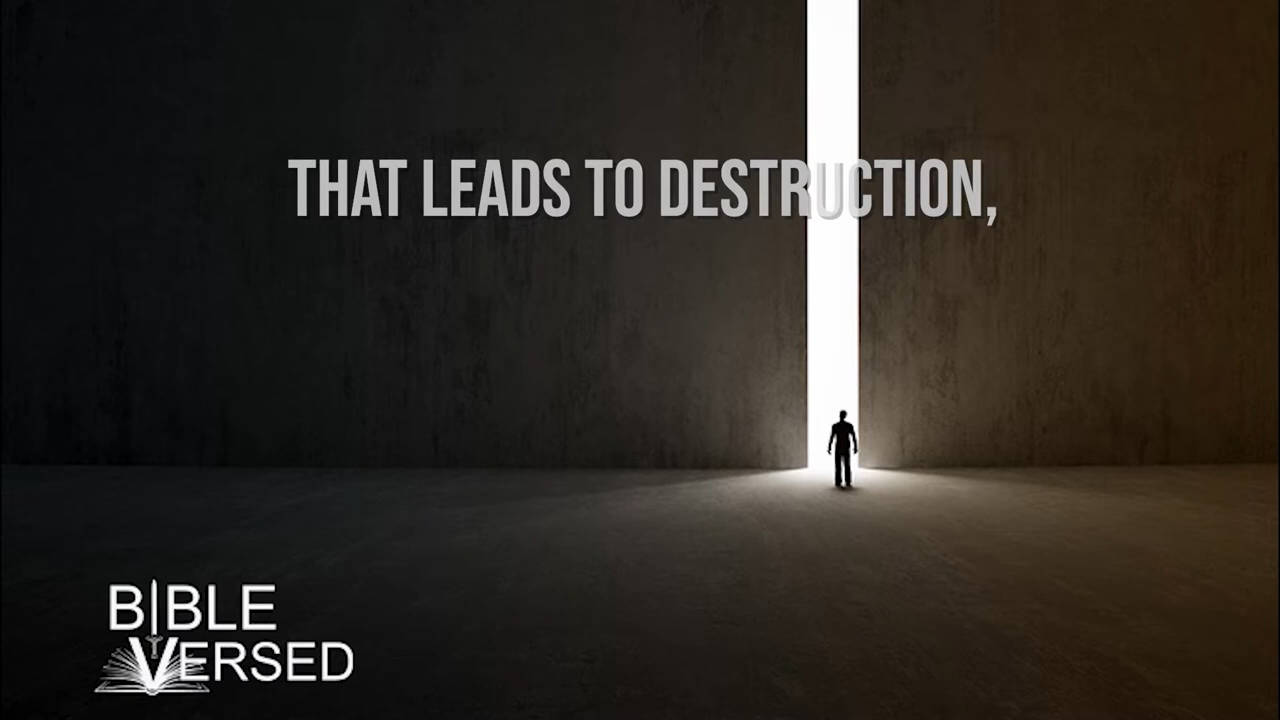 THAT LEADS TO DESTRUCTION,
BIBLE
VERSED